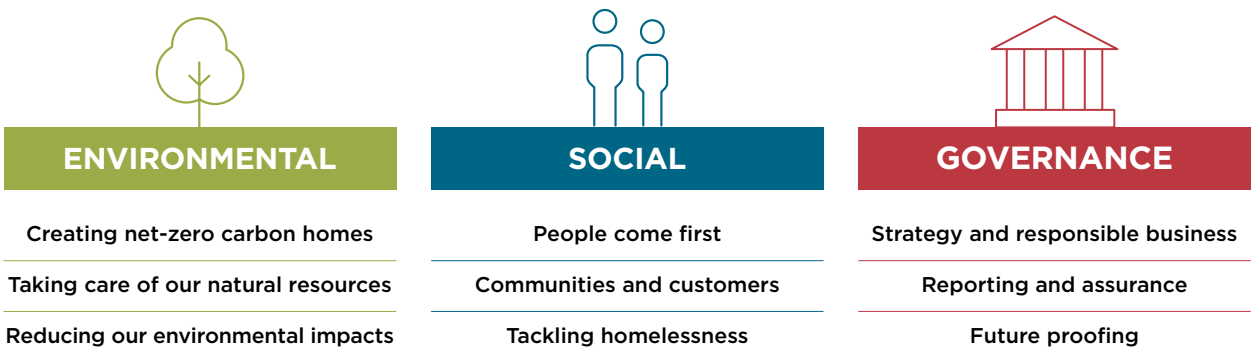 ENVIRONMENTAL
Creating net-zero carbon homes
Taking care of our natural resources
Reducing our environmental impacts
SOCIAL
People come first
Communities and customers
Tackling homelessness
GOVERNANCE
Strategy and responsible business
Reporting and assurance
Future proofing